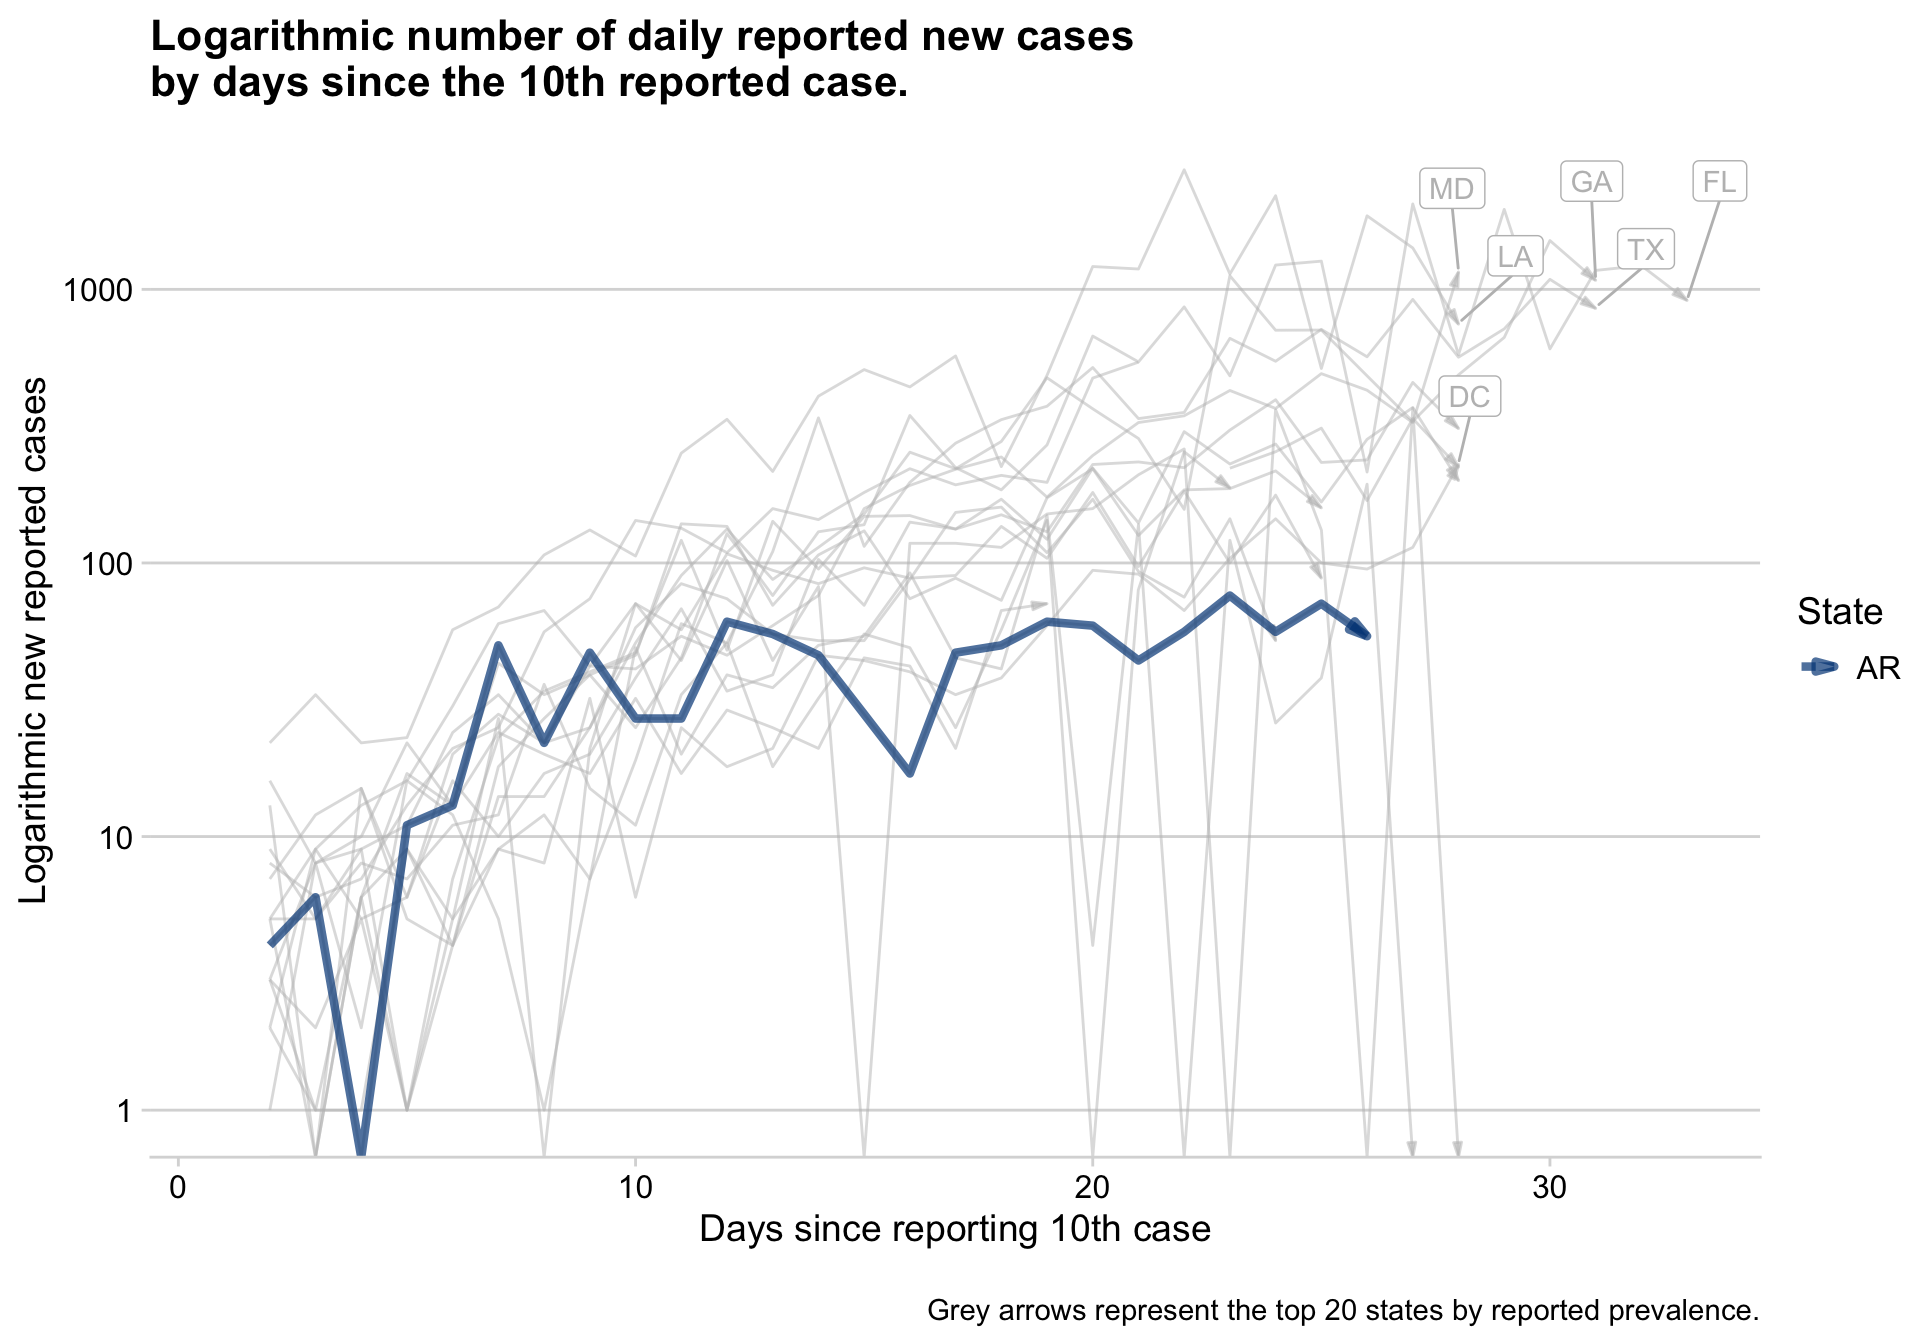 Logarithmic number of daily reported new cases
by days since the 10th reported case.
MD
GA
FL
LA
TX
DC
Logarithmic new reported cases
1000
100
10
1
0
10
20
30
Days since reporting 10th case
State
AR
Grey arrows represent the top 20 states by reported prevalence.